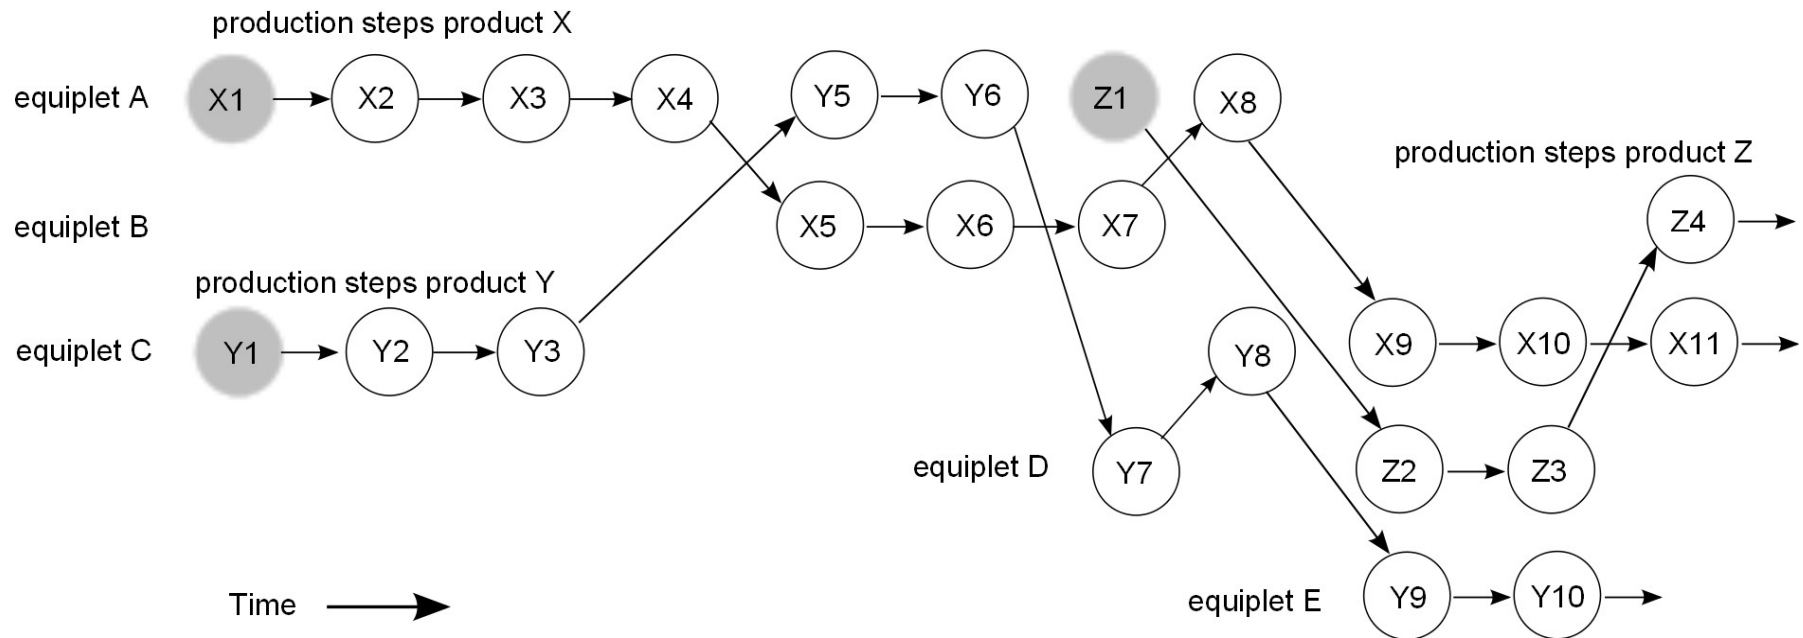 production steps product X
equiplet A X1 X2 X3 X4 Y5 Y6 Z1 X8
production steps product Z
equiplet B X5 X6 X7 Z4
production steps product Y
equiplet C Y1 Y2 Y3 Y8 X9 X10 X11
equiplet D Y7 Z2 Z3
equiplet E Y9 Y10
Time